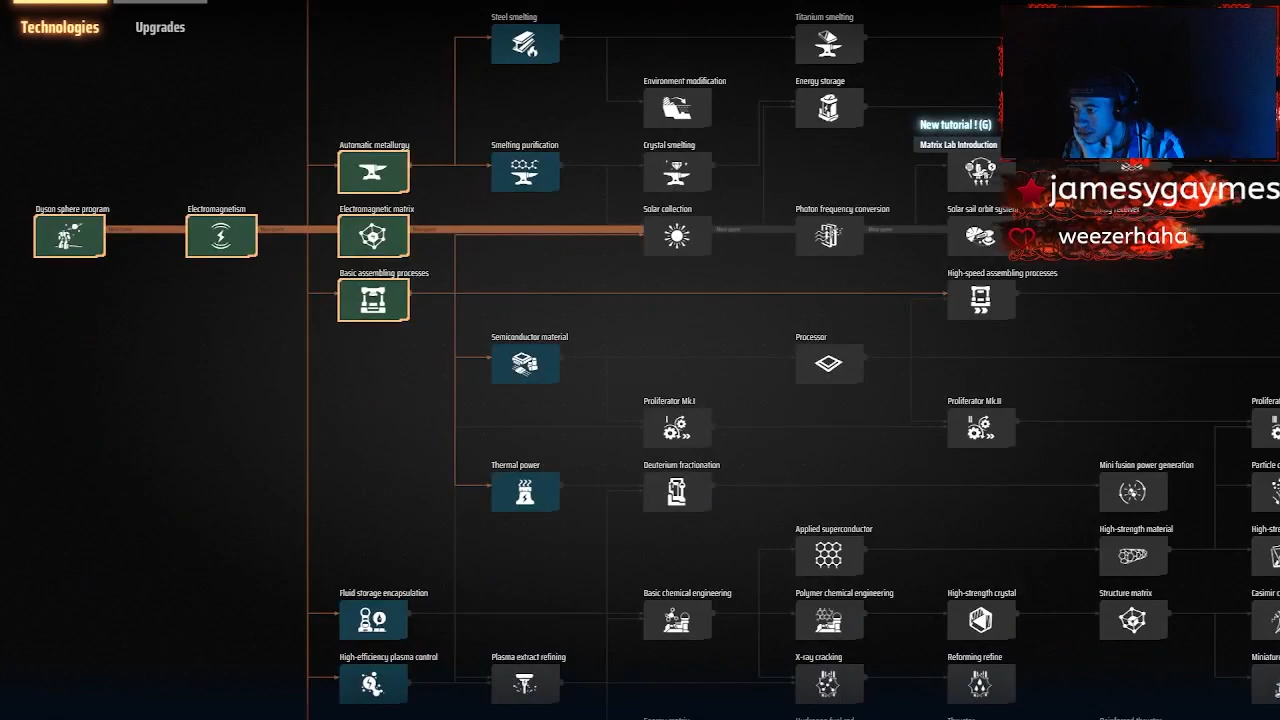 Technologies
Upgrades
Steel smelting
Titanium smelting
Environment modification
Energy storage
New tutorial ! (G)
Matrix Lab Introduction
Automatic metallurgy
Smelting purification
Crystal smelting
jamesygaymes
Dyson sphere program
Electromagnetism
Electromagnetic matrix
Solar collection
Photon frequency conversion
Solar sail orbit system
weezerhaha
Basic assembling processes
High-speed assembling processes
Semiconductor material
Processor
Proliferator Mk.I
Proliferator Mk.II
Thermal power
Deuterium fractionation
Mini fusion power generation
Applied superconductor
High-strength material
Fluid storage encapsulation
Basic chemical engineering
Polymer chemical engineering
High-strength crystal
Structure matrix
High-efficiency plasma control
Plasma extract refining
X-ray cracking
Reforming refine